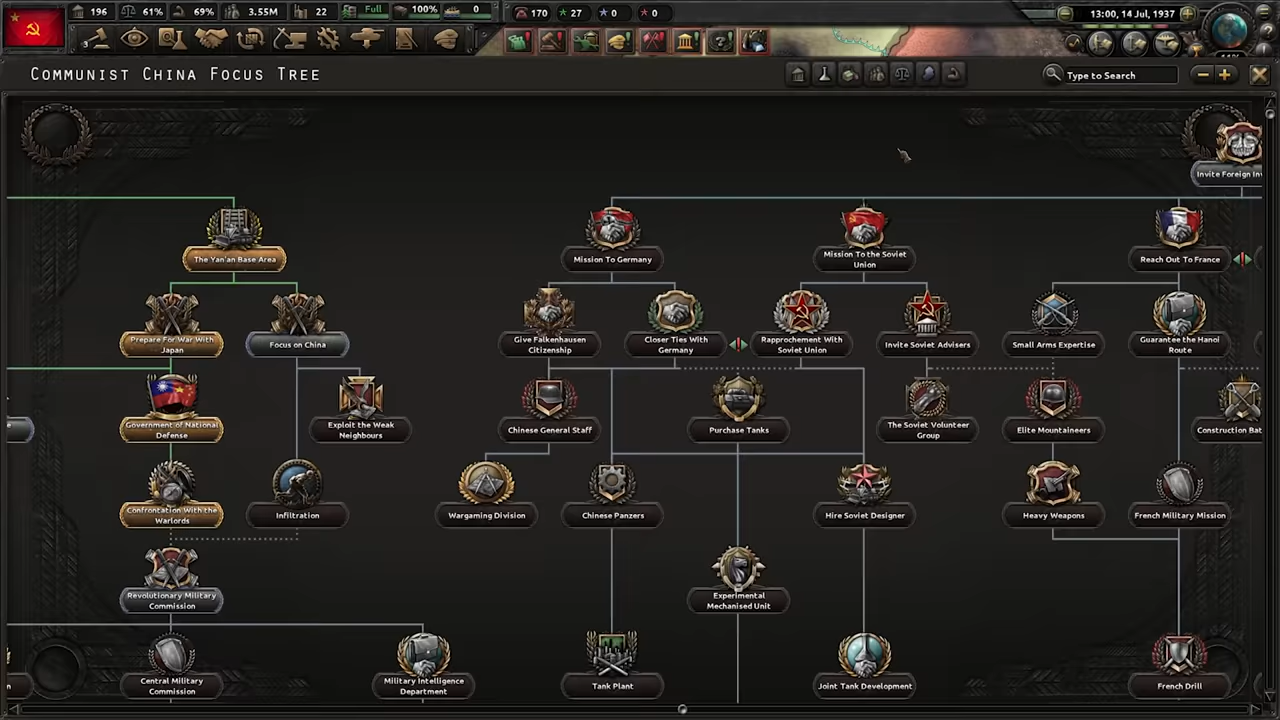 196 61% 69% 3.55M 22 Full 100% 0 170 27 0 0 13:00, 14 Jul, 1937
3
Communist China Focus Tree Type to Search
Invite Foreign Inv
The Yan'an Base Area Mission To Germany Mission To the Soviet
Union Reach Out To France
Prepare For War With
Japan
Focus on China
Give Falkenhausen
Citizenship
Closer Ties With
Germany
Rapprochement With
Soviet Union
Invite Soviet Advisers
Small Arms Expertise
Guarantee the Hanoi
Route
Government of National
Defense
Exploit the Weak
Neighbours
Chinese General Staff
Purchase Tanks
The Soviet Volunteer
Group
Elite Mountaineers
Construction Bat
Confrontation With the
Warlords
Infiltration
Wargaming Division
Chinese Panzers
Hire Soviet Designer
Heavy Weapons
French Military Mission
Revolutionary Military
Commission
Experimental
Mechanised Unit
Central Military
Commission
Military Intelligence
Department
Tank Plant
Joint Tank Development
French Drill